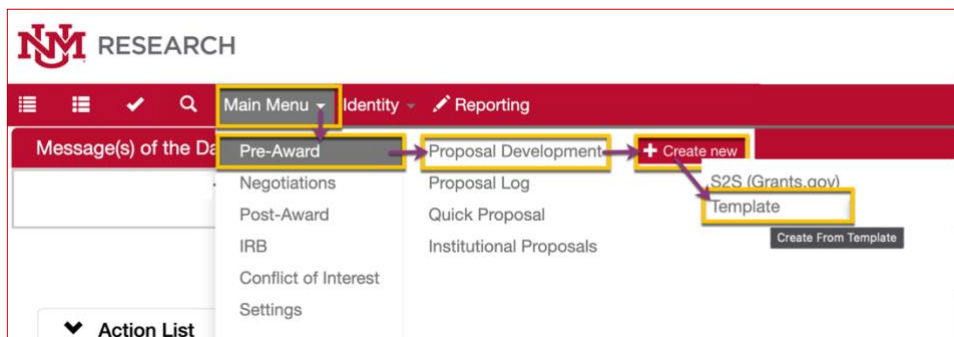 NM RESEARCH
Main Menu Identity Reporting
Message(s) of the Da
Pre-Award
Proposal Development
+ Create new
Negotiations
Proposal Log
S2S (Grants.gov)
Post-Award
Quick Proposal
Template
IRB
Institutional Proposals
Create From Template
Conflict of Interest
Settings
Action List